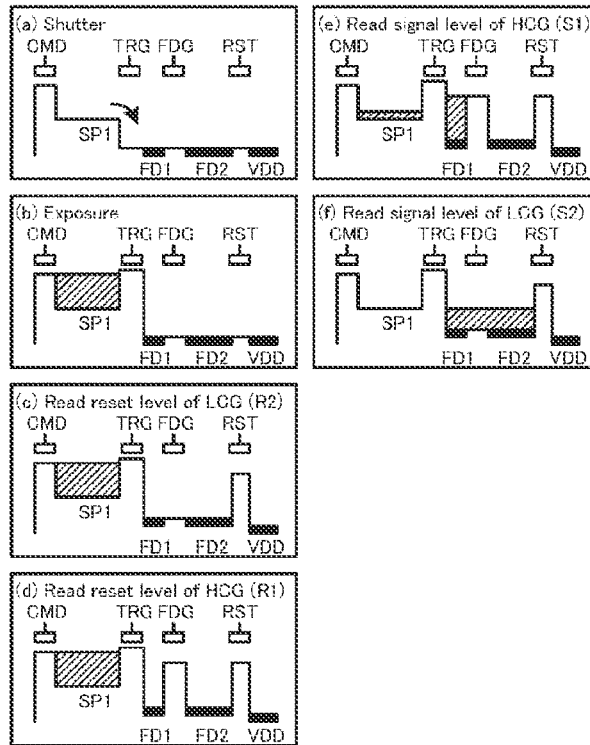 (a) Shutter
CMD TRG FDG RST
SP1
FD1 FD2 VDD
(b) Exposure
CMD TRG FDG RST
SP1
FD1 FD2 VDD
(c) Read reset level of LCG (R2)
CMD TRG FDG RST
SP1
FD1 FD2 VDD
(d) Read reset level of HCG (R1)
CMD TRG FDG RST
SP1
FD1 FD2 VDD
(e) Read signal level of HCG (S1)
CMD TRG FDG RST
SP1
FD1 FD2 VDD
(f) Read signal level of LCG (S2)
CMD TRG FDG RST
SP1
FD1 FD2 VDD